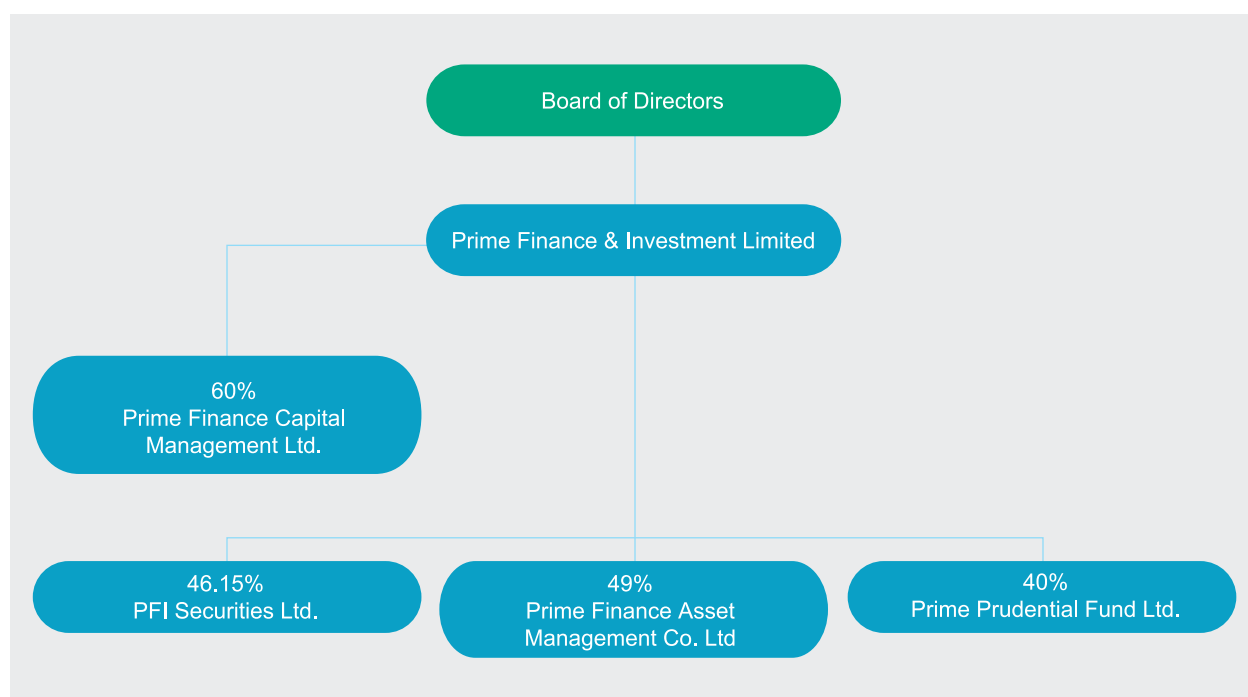 Board of Directors
Prime Finance & Investment Limited
60%
Prime Finance Capital
Management Ltd.
46.15%
PFI Securities Ltd.
49%
Prime Finance Asset
Management Co. Ltd
40%
Prime Prudential Fund Ltd.